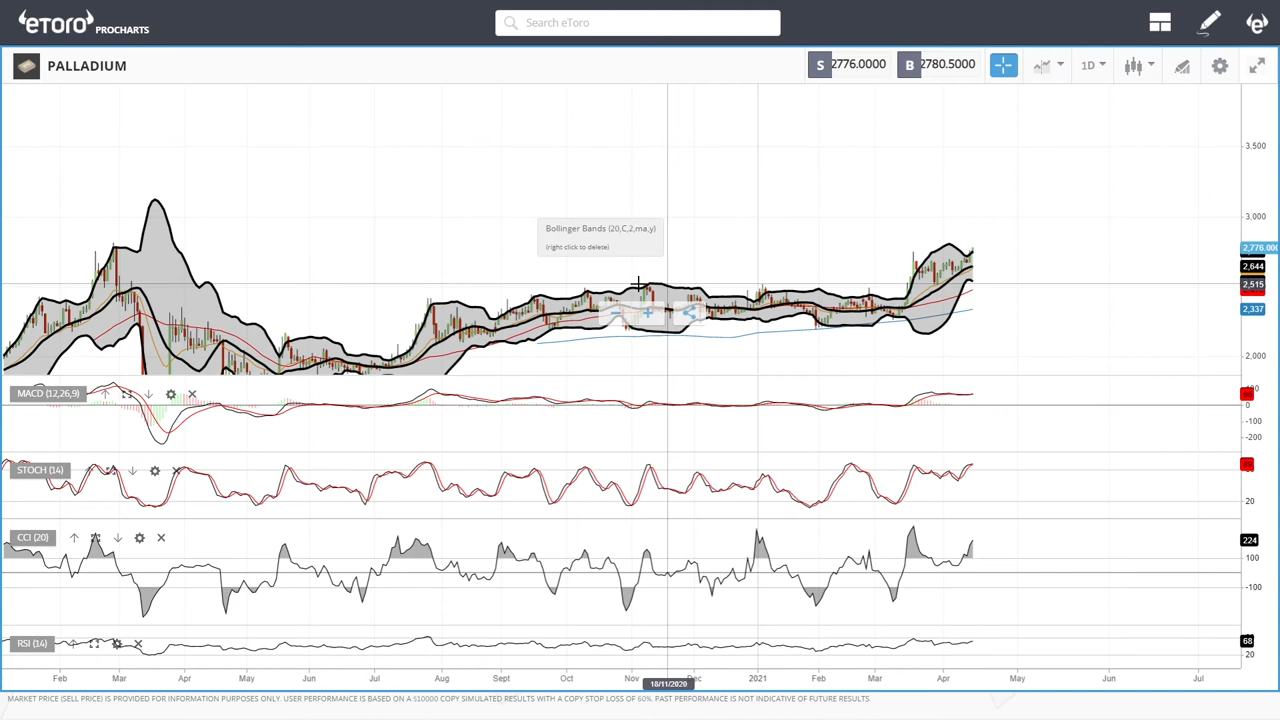 eToro PROCHARTS
Search eToro
PALLADIUM
S 2776.0000
B 2780.5000
1D
Bollinger Bands (20,C,2,ma,y)
(right click to delete)
3,500
3,000
2,776.000
2,644
2,515
2,337
2,000
MACD (12,26,9)
0
-100
-200
STOCH (14)
20
CCI (20)
224
100
-100
RSI (14)
68
20
Feb Mar Apr May Jun Jul Aug Sept Oct Nov Dec 2021 Feb Mar Apr May Jun Jul
18/11/2020
MARKET PRICE (SELL PRICE) IS PROVIDED FOR INFORMATION PURPOSES ONLY. USER PERFORMANCE IS BASED ON A $10000 COPY SIMULATED RESULTS WITH A COPY STOP LOSS OF 60%. PAST PERFORMANCE IS NOT INDICATIVE OF FUTURE RESULTS.